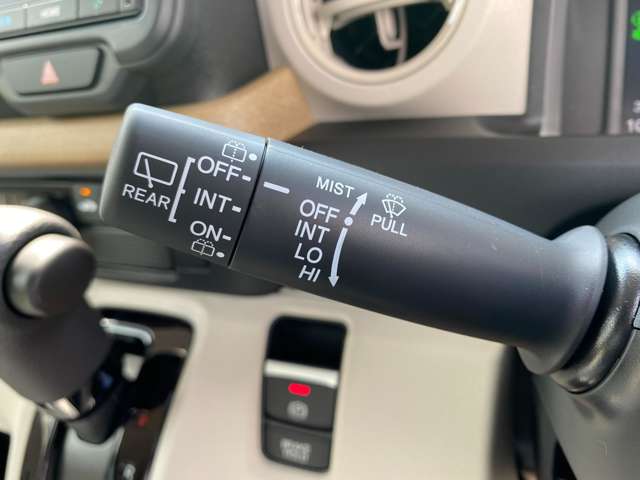 REAR
OFF
INT
ON
MIST
OFF
INT
LO
HI
PULL